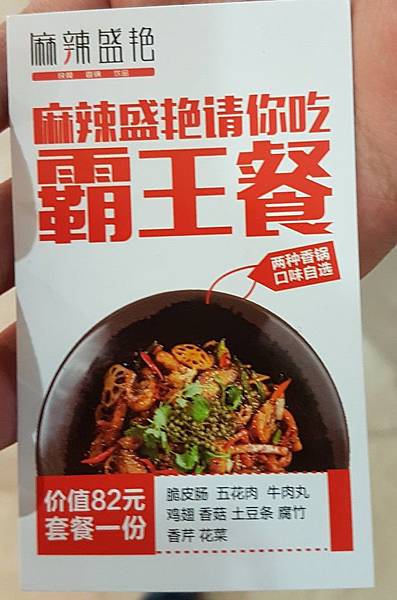 麻辣盛艳
麻辣盛艳请你吃
霸王餐
两种香锅
口味自选
价值82元
套餐一份
脆皮肠 五花肉 牛肉丸
鸡翅 香菇 土豆条 腐竹
香芹 花菜